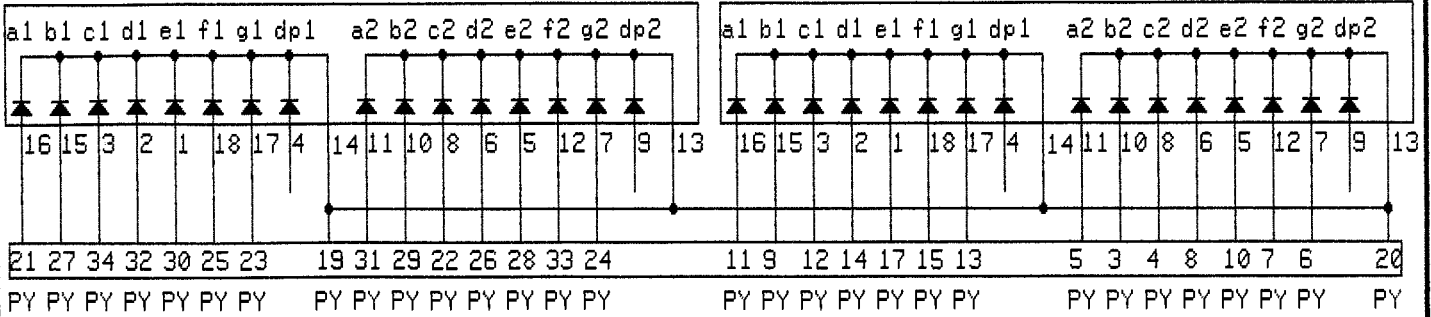 a1 b1 c1 d1 e1 f1 g1 dp1 a2 b2 c2 d2 e2 f2 g2 dp2 a1 b1 c1 d1 e1 f1 g1 dp1 a2 b2 c2 d2 e2 f2 g2 dp2
16 15 3 2 1 18 17 4 14 11 10 8 6 5 12 7 9 13 16 15 3 2 1 18 17 4 14 11 10 8 6 5 12 7 9 13
21 27 34 32 30 25 23 19 31 29 22 26 28 33 24 11 9 12 14 17 15 13 5 3 4 8 10 7 6 20
PY PY PY PY PY PY PY PY PY PY PY PY PY PY PY PY PY PY PY PY PY PY PY PY PY PY PY PY PY PY